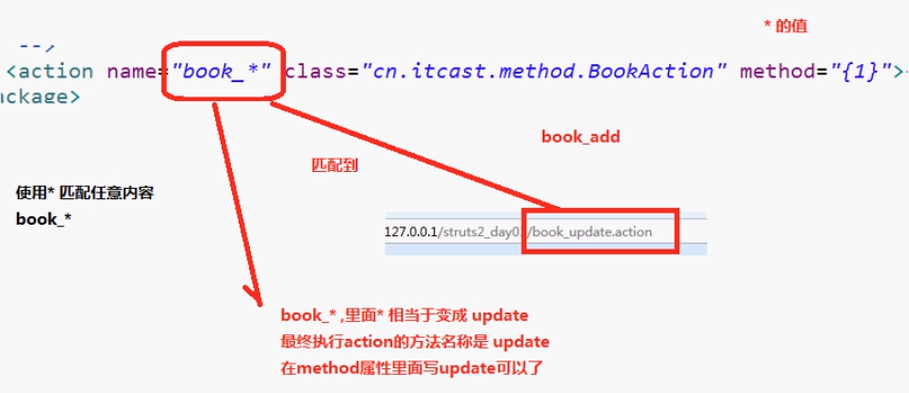 * 的值
--,
<action name="book_*" class="cn.itcast.method.BookAction" method="{1}">
ackage>
book_add
匹配到
使用* 匹配任意内容
book_*
127.0.0.1/struts2_day0 /book_update.action
book_* ,里面* 相当于变成 update
最终执行action的方法名称是 update
在method属性里面写update可以了